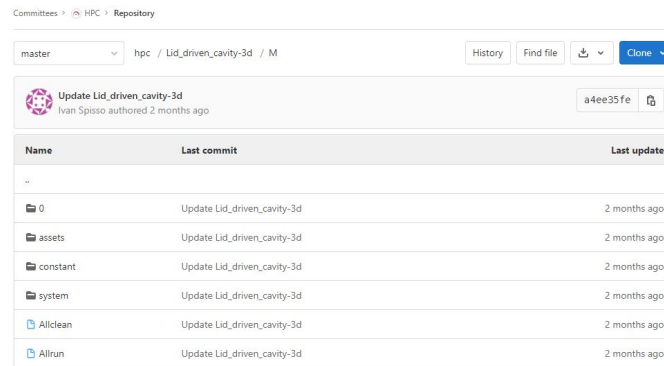 Committees > HPC > Repository
master hpc / Lid_driven_cavity-3d / M History Find file Clone
Update Lid_driven_cavity-3d
Ivan Spisso authored 2 months ago a4ee35fe
Name Last commit Last update
..
0 Update Lid_driven_cavity-3d 2 months ago
assets Update Lid_driven_cavity-3d 2 months ago
constant Update Lid_driven_cavity-3d 2 months ago
system Update Lid_driven_cavity-3d 2 months ago
Allclean Update Lid_driven_cavity-3d 2 months ago
Allrun Update Lid_driven_cavity-3d 2 months ago